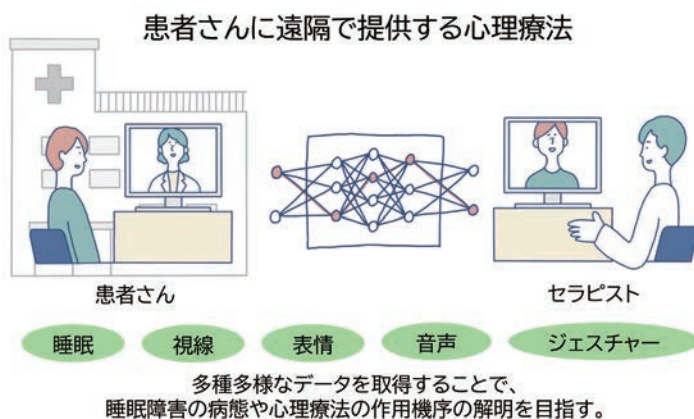 患者さんに遠隔で提供する心理療法
患者さん
セラピスト
睡眠
視線
表情
音声
ジェスチャー
多種多様なデータを取得することで、
睡眠障害の病態や心理療法の作用機序の解明を目指す。